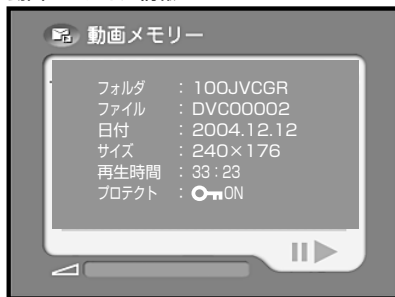 動画メモリー
フォルダ : 100JVCGR
ファイル : DVC00002
日付 : 2004.12.12
サイズ : 240×176
再生時間 : 33:23
プロテクト : ON